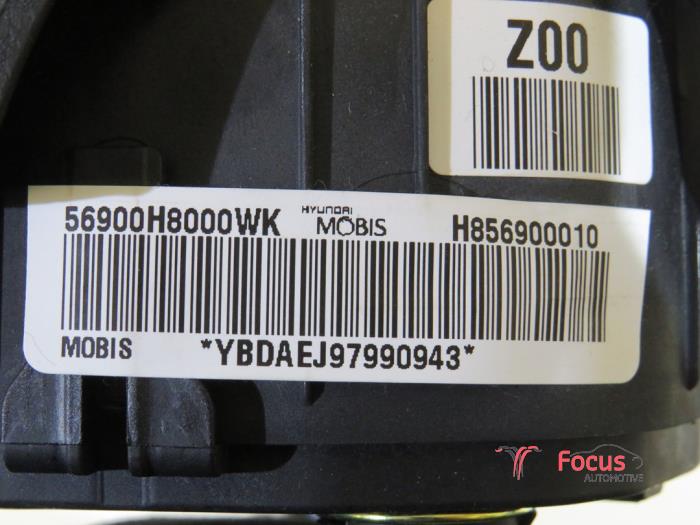 Z00
56900H8000WK HYUNDAI MOBIS H856900010
MOBIS *YBDAEJ97990943*
Focus
AUTOMOTIVE